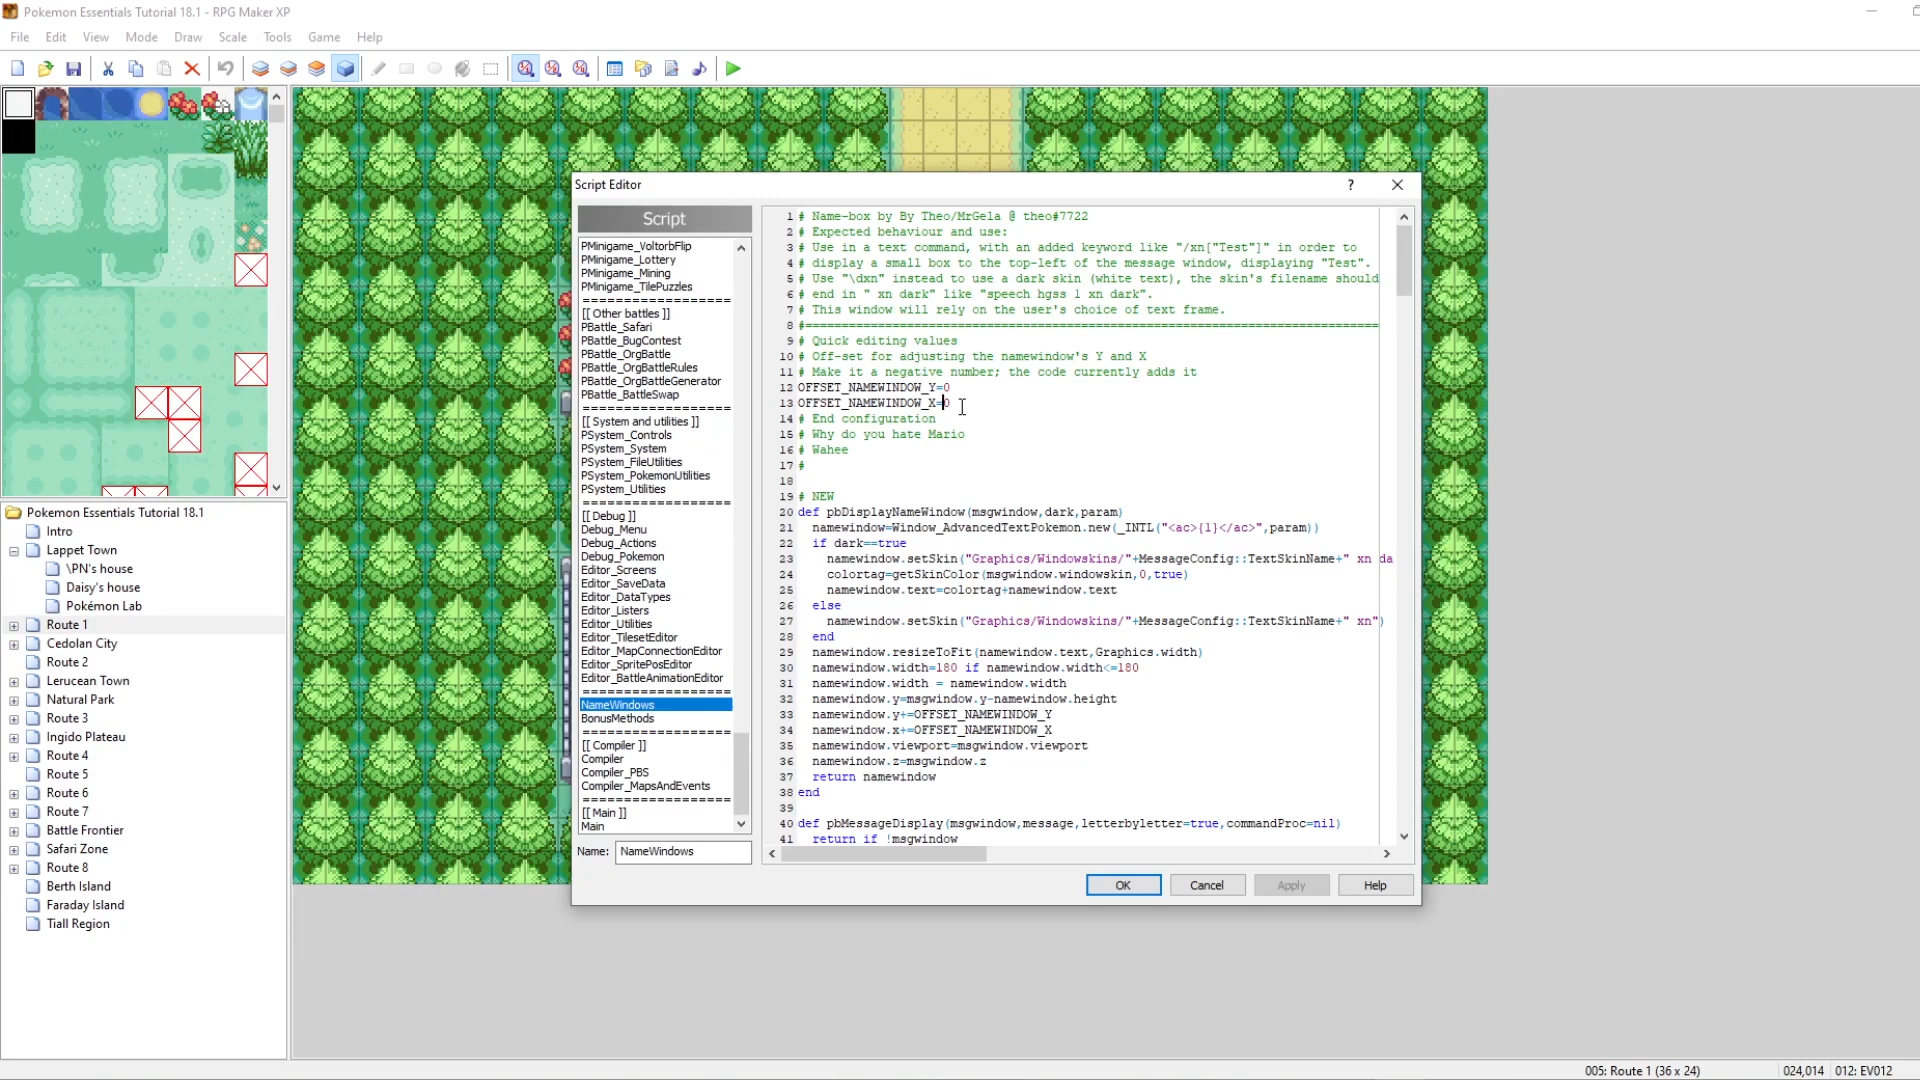 Pokemon Essentials Tutorial 18.1 - RPG Maker XP
File Edit View Mode Draw Scale Tools Game Help
Script Editor
Script
PMinigame_VoltorbFlip
PMinigame_Lottery
PMinigame_Mining
PMinigame_TilePuzzles
==================
[[ Other battles ]]
PBattle_Safari
PBattle_BugContest
PBattle_OrgBattle
PBattle_OrgBattleRules
PBattle_OrgBattleGenerator
PBattle_BattleSwap
==================
[[ System and utilities ]]
PSystem_Controls
PSystem_System
PSystem_FileUtilities
PSystem_PokemonUtilities
PSystem_Utilities
==================
[[ Debug ]]
Debug_Menu
Debug_Actions
Debug_Pokemon
Editor_Screens
Editor_SaveData
Editor_DataTypes
Editor_Listers
Editor_Utilities
Editor_TilesetEditor
Editor_MapConnectionEditor
Editor_SpritePosEditor
Editor_BattleAnimationEditor
==================
NameWindows
BonusMethods
==================
[[ Compiler ]]
Compiler
Compiler_PBS
Compiler_MapsAndEvents
==================
[[ Main ]]
Main
Name: NameWindows
1 # Name-box by By Theo/MrGela @ theo#7722
2 # Expected behaviour and use:
3 # Use in a text command, with an added keyword like "/xn["Test"]" in order to
4 # display a small box to the top-left of the message window, displaying "Test".
5 # Use "\dxn" instead to use a dark skin (white text), the skin's filename should
6 # end in " xn dark" like "speech hgss 1 xn dark".
7 # This window will rely on the user's choice of text frame.
8 #===============================================================================
9 # Quick editing values
10 # Off-set for adjusting the namewindow's Y and X
11 # Make it a negative number; the code currently adds it
12 OFFSET_NAMEWINDOW_Y=0
13 OFFSET_NAMEWINDOW_X=0
14 # End configuration
15 # Why do you hate Mario
16 # Wahee
17 #
18
19 # NEW
20 def pbDisplayNameWindow(msgwindow,dark,param)
21 namewindow=Window_AdvancedTextPokemon.new(_INTL("<ac>{1}</ac>",param))
22 if dark==true
23 namewindow.setSkin("Graphics/Windowskins/"+MessageConfig::TextSkinName+" xn da
24 colortag=getSkinColor(msgwindow.windowskin,0,true)
25 namewindow.text=colortag+namewindow.text
26 else
27 namewindow.setSkin("Graphics/Windowskins/"+MessageConfig::TextSkinName+" xn")
28 end
29 namewindow.resizeToFit(namewindow.text,Graphics.width)
30 namewindow.width=180 if namewindow.width<=180
31 namewindow.width = namewindow.width
32 namewindow.y=msgwindow.y-namewindow.height
33 namewindow.y+=OFFSET_NAMEWINDOW_Y
34 namewindow.x+=OFFSET_NAMEWINDOW_X
35 namewindow.viewport=msgwindow.viewport
36 namewindow.z=msgwindow.z
37 return namewindow
38 end
39
40 def pbMessageDisplay(msgwindow,message,letterbyletter=true,commandProc=nil)
41 return if !msgwindow
OK Cancel Apply Help
Pokemon Essentials Tutorial 18.1
Intro
Lappet Town
\PN's house
Daisy's house
Pokémon Lab
Route 1
Cedolan City
Route 2
Lerucean Town
Natural Park
Route 3
Ingido Plateau
Route 4
Route 5
Route 6
Route 7
Battle Frontier
Safari Zone
Route 8
Berth Island
Faraday Island
Tiall Region
005: Route 1 (36 x 24) 024,014 012: EV012